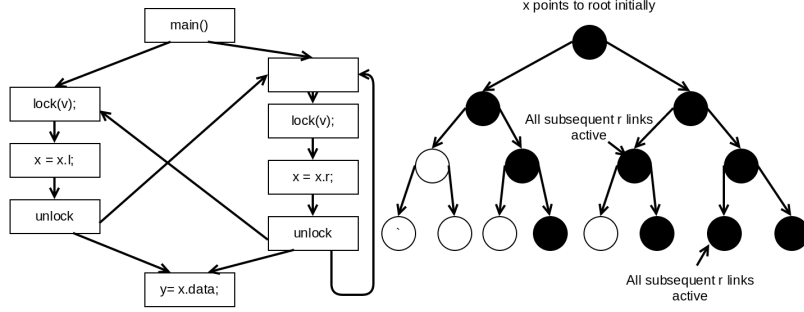 x points to root initially
main()
lock(v);
x = x.l;
unlock
lock(v);
x = x.r;
unlock
y= x.data;
All subsequent r links
active
`
All subsequent r links
active